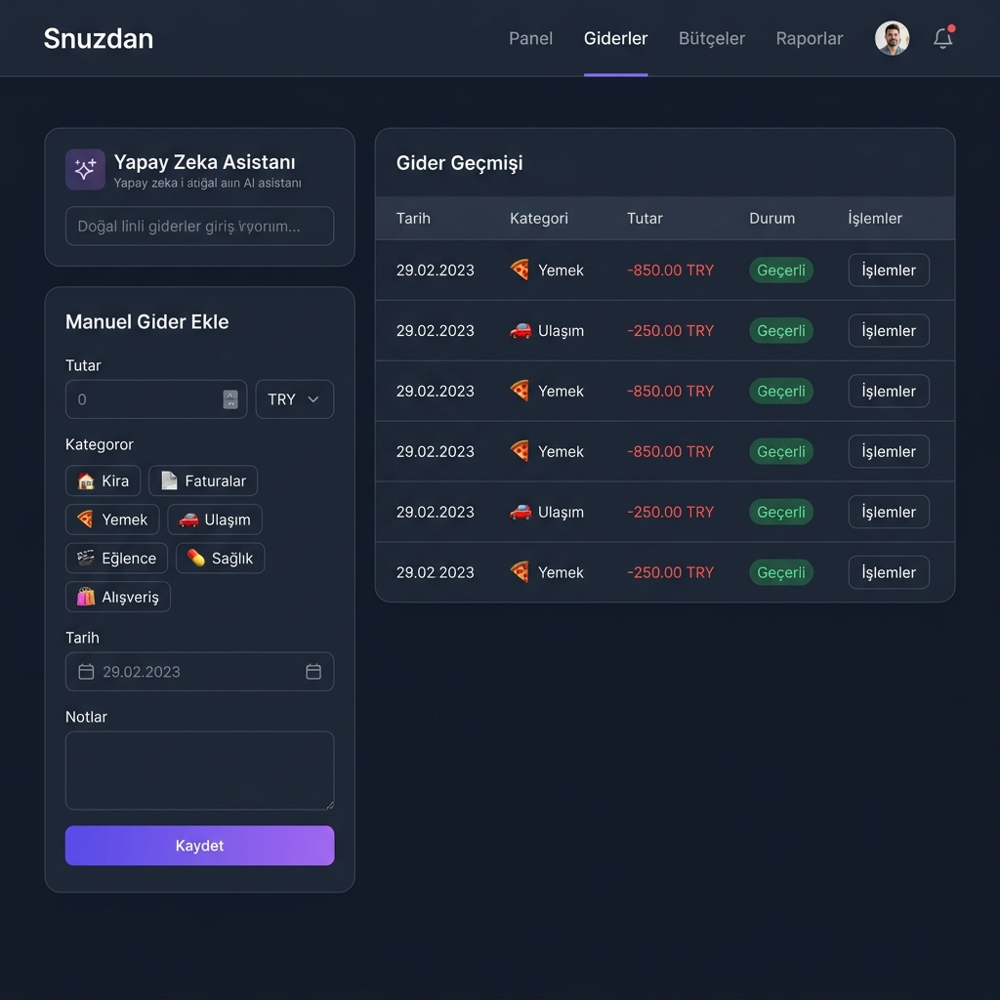 Snuzdan
Panel
Giderler
Bütçeler
Raporlar
Yapay Zeka Asistanı
Yapay zeka AI asistanı
Doğal linli giderler giriş
Manuel Gider Ekle
Tutar
0
TRY
Kategoror
Kira
Faturalar
Yemek
Ulaşım
Eğlence
Sağlık
Alışveriş
Tarih
29.02.2023
Notlar
Kaydet
Gider Geçmişi
Tarih Kategori Tutar Durum İşlemler
29.02.2023 Yemek -850.00 TRY Geçerli İşlemler
29.02.2023 Ulaşım -250.00 TRY Geçerli İşlemler
29.02.2023 Yemek -850.00 TRY Geçerli İşlemler
29.02.2023 Yemek -850.00 TRY Geçerli İşlemler
29.02.2023 Ulaşım -250.00 TRY Geçerli İşlemler
29.02.2023 Yemek -250.00 TRY Geçerli İşlemler